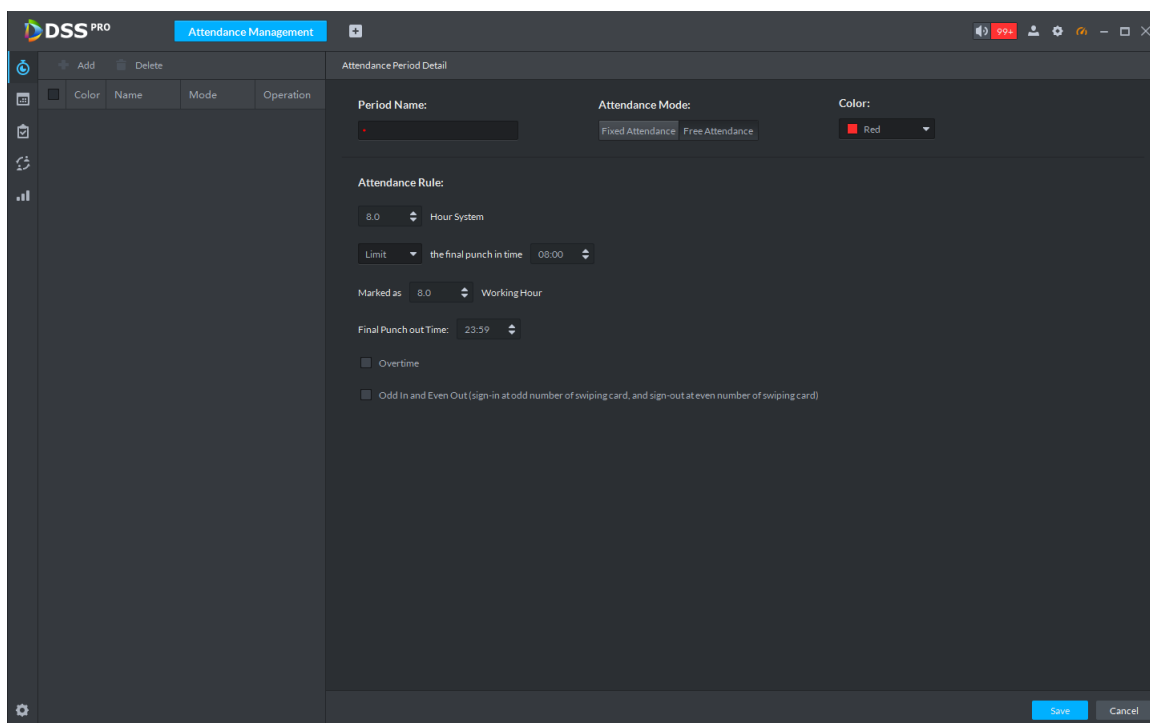 DSS PRO Attendance Management 99+
Add Delete
Attendance Period Detail
Color Name Mode Operation
Period Name: Attendance Mode: Color:
* Fixed Attendance Free Attendance Red
Attendance Rule:
8.0 Hour System
Limit the final punch in time 08:00
Marked as 8.0 Working Hour
Final Punch out Time: 23:59
Overtime
Odd In and Even Out (sign-in at odd number of swiping card, and sign-out at even number of swiping card)
Save Cancel